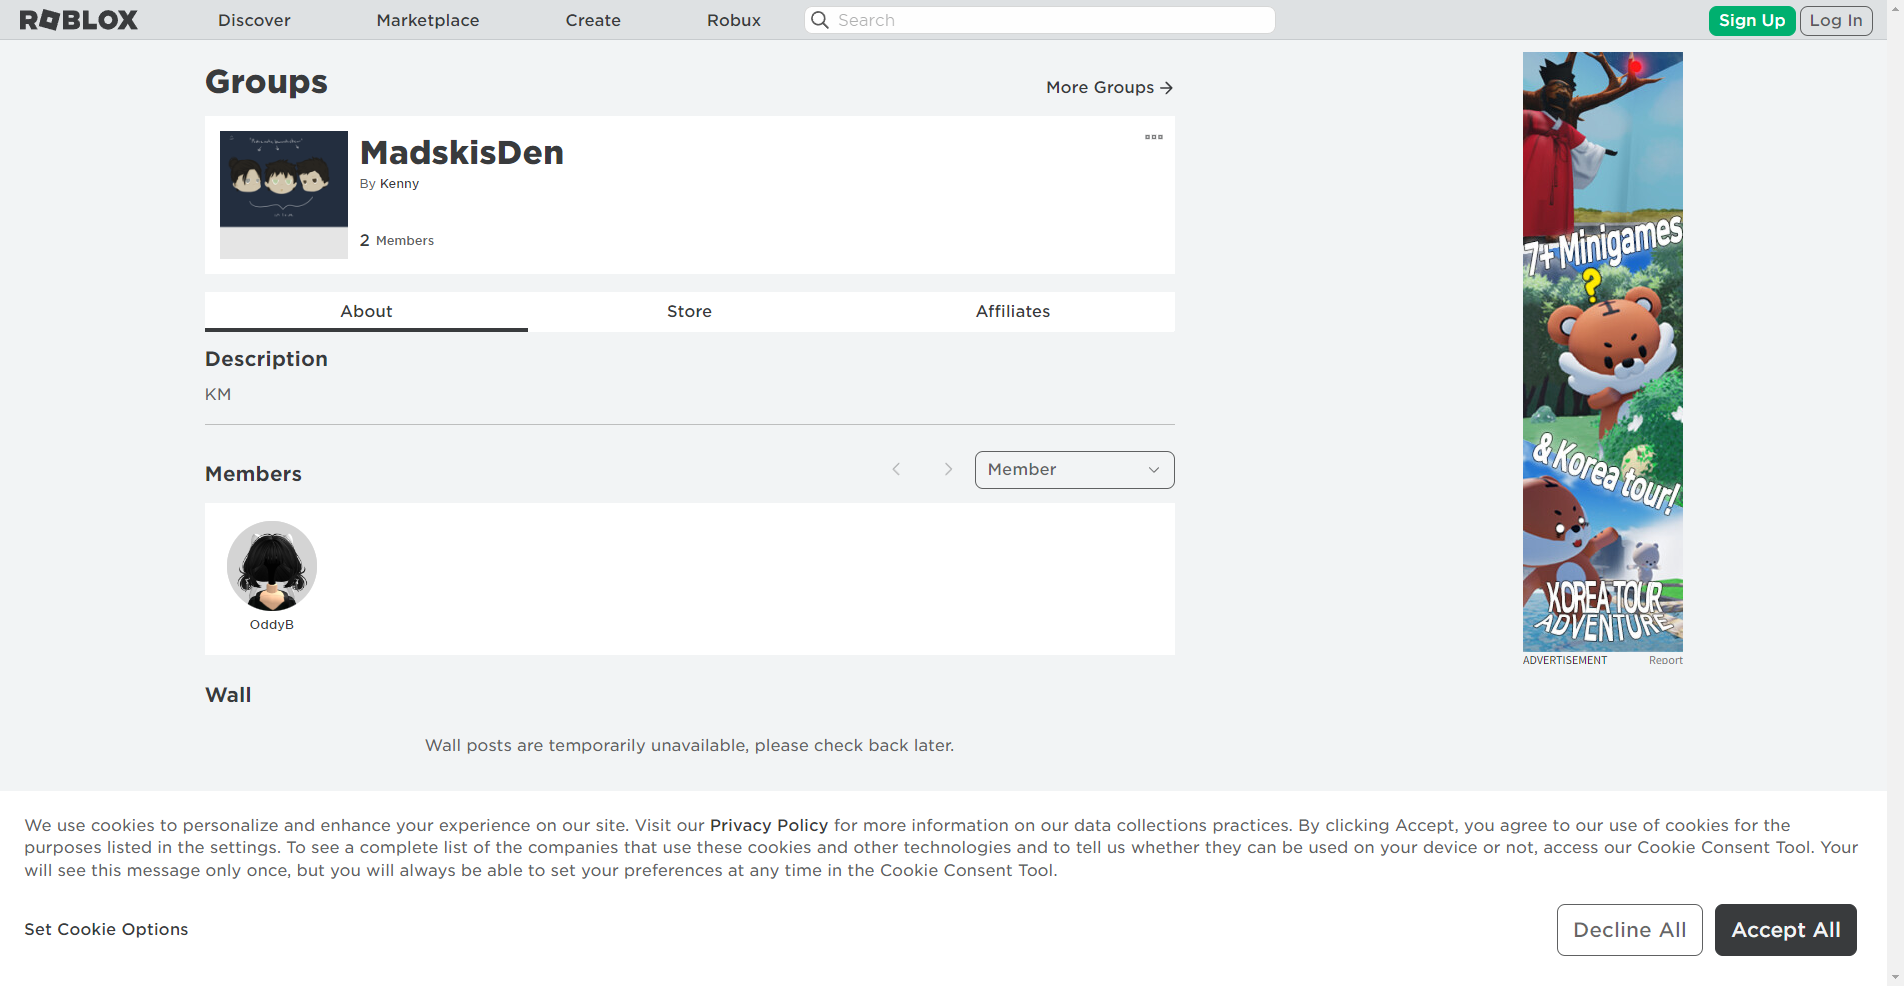 ROBLOX
Discover
Marketplace
Create
Robux
Search
Sign Up
Log In
Groups
More Groups
MadskisDen
By Kenny
2 Members
About
Store
Affiliates
Description
KM
Members
Member
OddyB
Wall
Wall posts are temporarily unavailable, please check back later.
7+ Minigames
?
& Korea tour!
KOREA TOUR
ADVENTURE
ADVERTISEMENT
Report
We use cookies to personalize and enhance your experience on our site. Visit our Privacy Policy for more information on our data collections practices. By clicking Accept, you agree to our use of cookies for the
purposes listed in the settings. To see a complete list of the companies that use these cookies and other technologies and to tell us whether they can be used on your device or not, access our Cookie Consent Tool. Your
will see this message only once, but you will always be able to set your preferences at any time in the Cookie Consent Tool.
Set Cookie Options
Decline All
Accept All